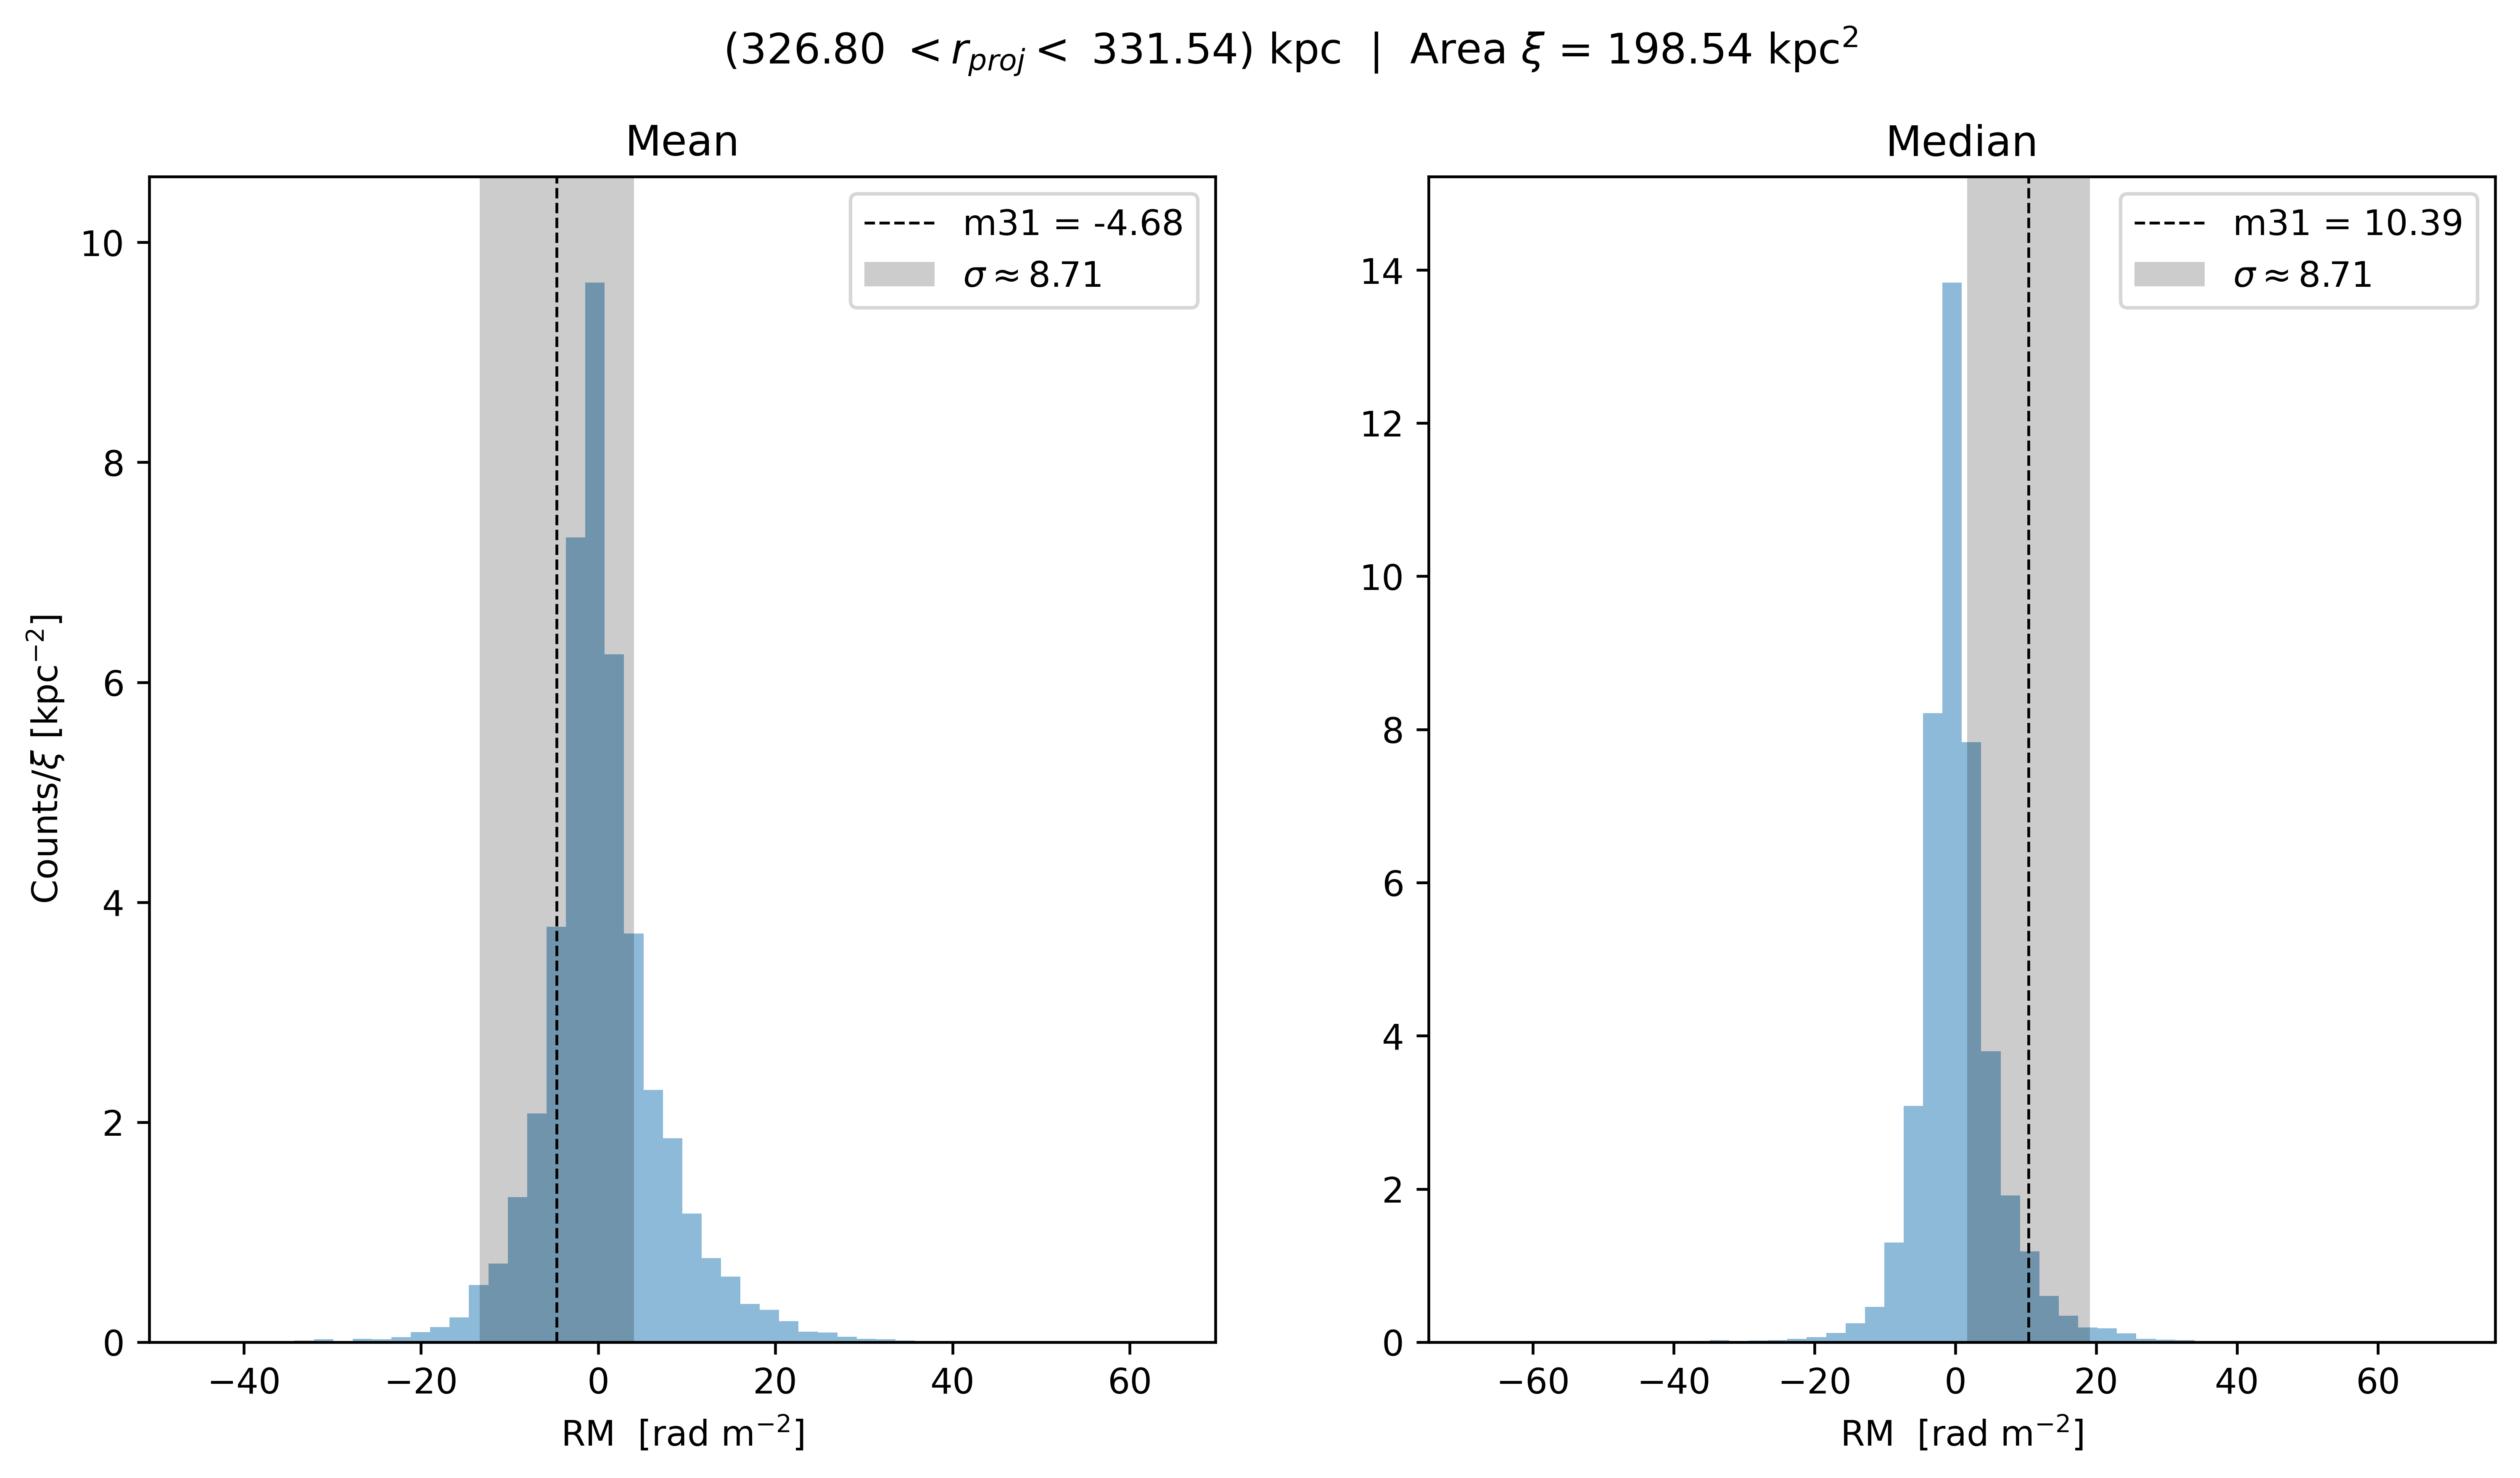 (326.80 < r_proj < 331.54) kpc | Area ξ = 198.54 kpc²
Mean
m31 = -4.68
σ ≈ 8.71
10
8
6
4
2
0
Counts/ξ [kpc⁻²]
−40 −20 0 20 40 60
RM [rad m⁻²]
Median
m31 = 10.39
σ ≈ 8.71
14
12
10
8
6
4
2
0
−60 −40 −20 0 20 40 60
RM [rad m⁻²]